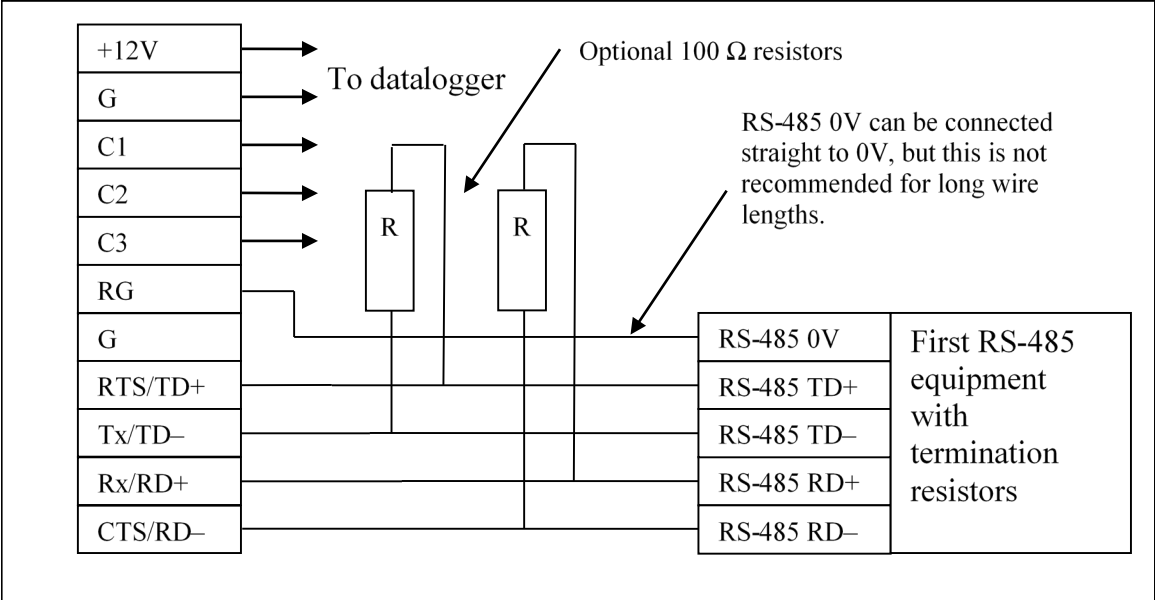 +12V
G
C1
C2
C3
RG
G
RTS/TD+
Tx/TD–
Rx/RD+
CTS/RD–
To datalogger
Optional 100 Ω resistors
R
R
RS-485 0V can be connected
straight to 0V, but this is not
recommended for long wire
lengths.
RS-485 0V
RS-485 TD+
RS-485 TD–
RS-485 RD+
RS-485 RD–
First RS-485
equipment
with
termination
resistors